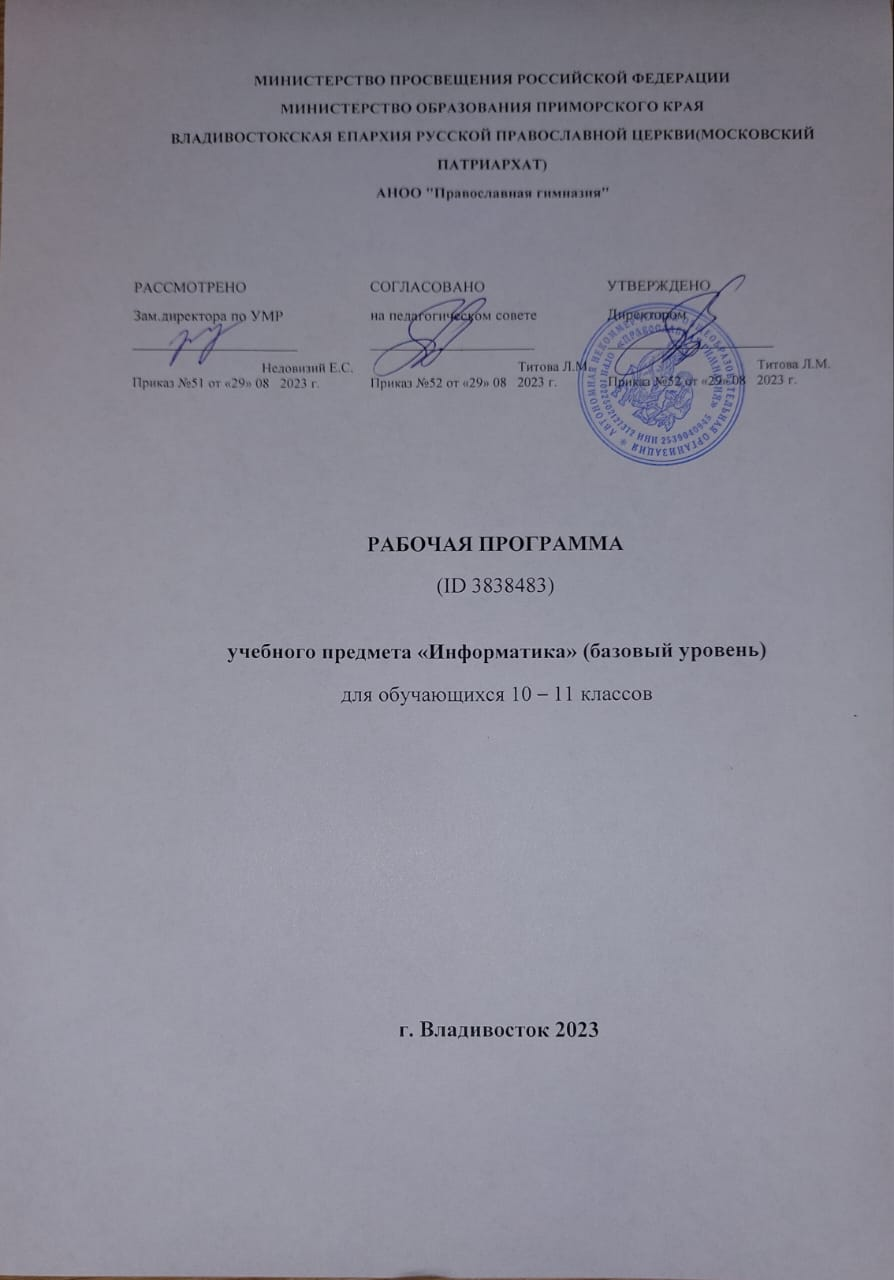 МИНИСТЕРСТВО ПРОСВЕЩЕНИЯ РОССИЙСКОЙ ФЕДЕРАЦИИ
МИНИСТЕРСТВО ОБРАЗОВАНИЯ ПРИМОРСКОГО КРАЯ
ВЛАДИВОСТОКСКАЯ ЕПАРХИЯ РУССКОЙ ПРАВОСЛАВНОЙ ЦЕРКВИ(МОСКОВСКИЙ
ПАТРИАРХАТ)
АНОО "Православная гимназия"
РАССМОТРЕНО
Зам.директора по УМР
Недовизий Е.С.
Приказ №51 от «29» 08 2023 г.
СОГЛАСОВАНО
на педагогическом совете
Титова Л.М.
Приказ №52 от «29» 08 2023 г.
УТВЕРЖДЕНО
Директором
Титова Л.М.
Приказ №52 от «29» 08 2023 г.
ИНН 2539040945
РАБОЧАЯ ПРОГРАММА
(ID 3838483)
учебного предмета «Информатика» (базовый уровень)
для обучающихся 10 – 11 классов
г. Владивосток 2023